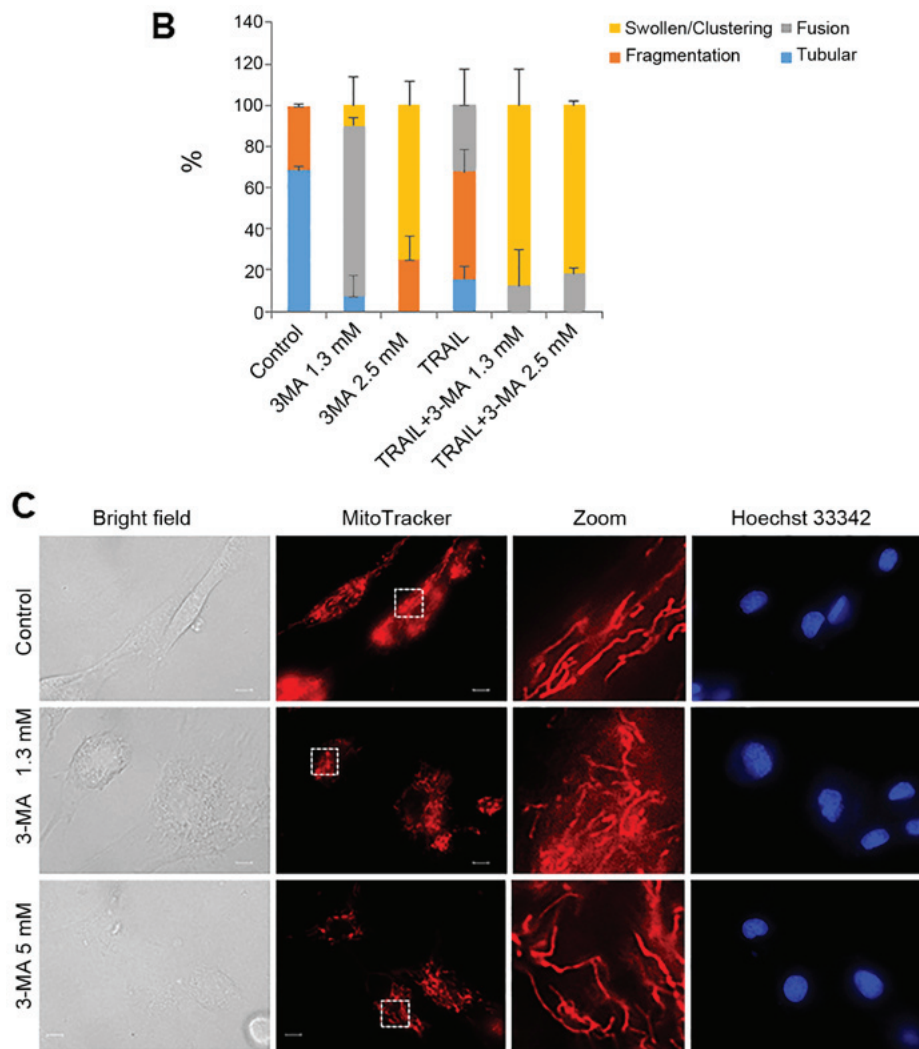 B
140
120
100
80
60
40
20
0
%
Swollen/Clustering
Fragmentation
Fusion
Tubular
Control
3MA 1.3 mM
3MA 2.5 mM
TRAIL
TRAIL+3-MA 1.3 mM
TRAIL+3-MA 2.5 mM
C
Bright field
MitoTracker
Zoom
Hoechst 33342
Control
3-MA 1.3 mM
3-MA 5 mM